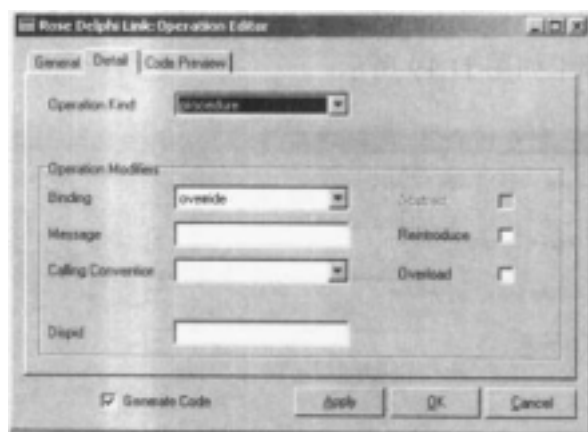 Rose Delphi Link: Operation Editor
General Detail Code Preview
Operation Kind procedure
Operation Modifiers
Binding override Abstract
Message Reintroduce
Calling Convention Overload
Dispid
Generate Code Apply OK Cancel